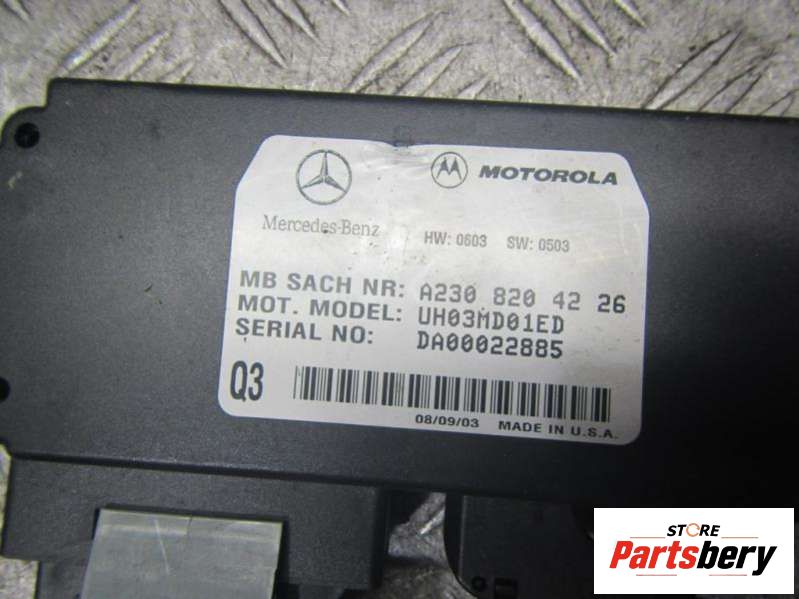 MOTOROLA
Mercedes-Benz
HW: 0603 SW: 0503
MB SACH NR: A230 820 42 26
MOT. MODEL: UH03MD01ED
SERIAL NO: DA00022885
Q3
08/09/03 MADE IN U.S.A.
STORE
Partsbery